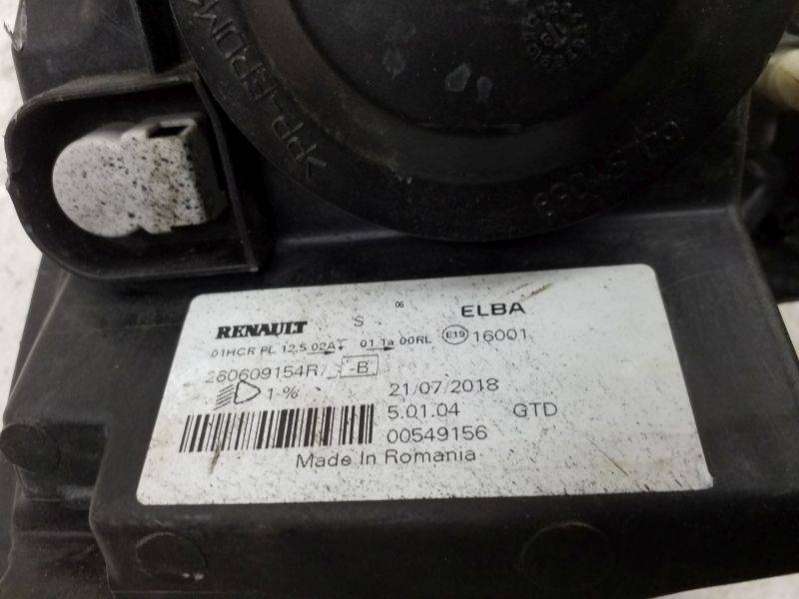 RENAULT S 06 ELBA
01HCR PL 12,5 02A 01 1a 00RL E19 16001
260609154R/ -B
1-% 21/07/2018
5.01.04 GTD
00549156
Made In Romania